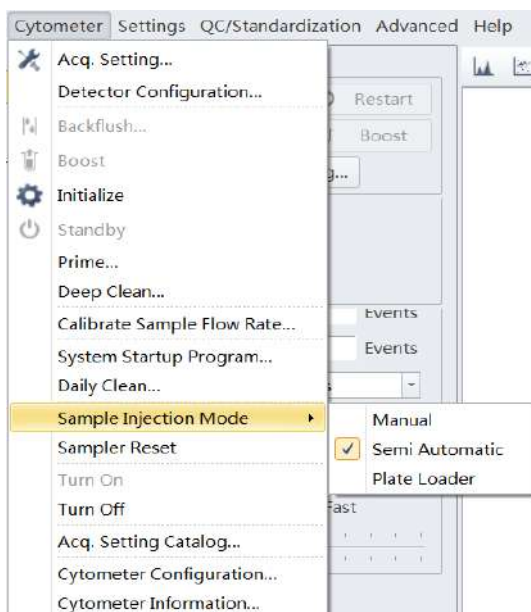 Cytometer Settings QC/Standardization Advanced Help
Acq. Setting...
Detector Configuration...
Restart
Backflush...
Boost
Boost
Initialize
Standby
Prime...
Deep Clean...
Calibrate Sample Flow Rate...
Events
System Startup Program...
Events
Daily Clean...
Sample Injection Mode
Manual
Sampler Reset
Semi Automatic
Turn On
Plate Loader
Turn Off
Fast
Acq. Setting Catalog...
Cytometer Configuration...
Cytometer Information...